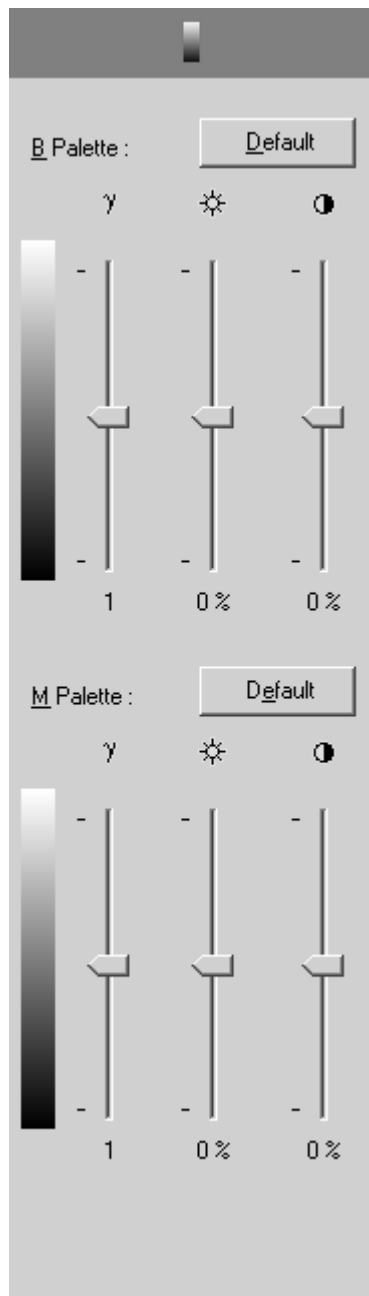 B Palette : Default
γ
1 0 % 0 %
M Palette : Default
γ
1 0 % 0 %